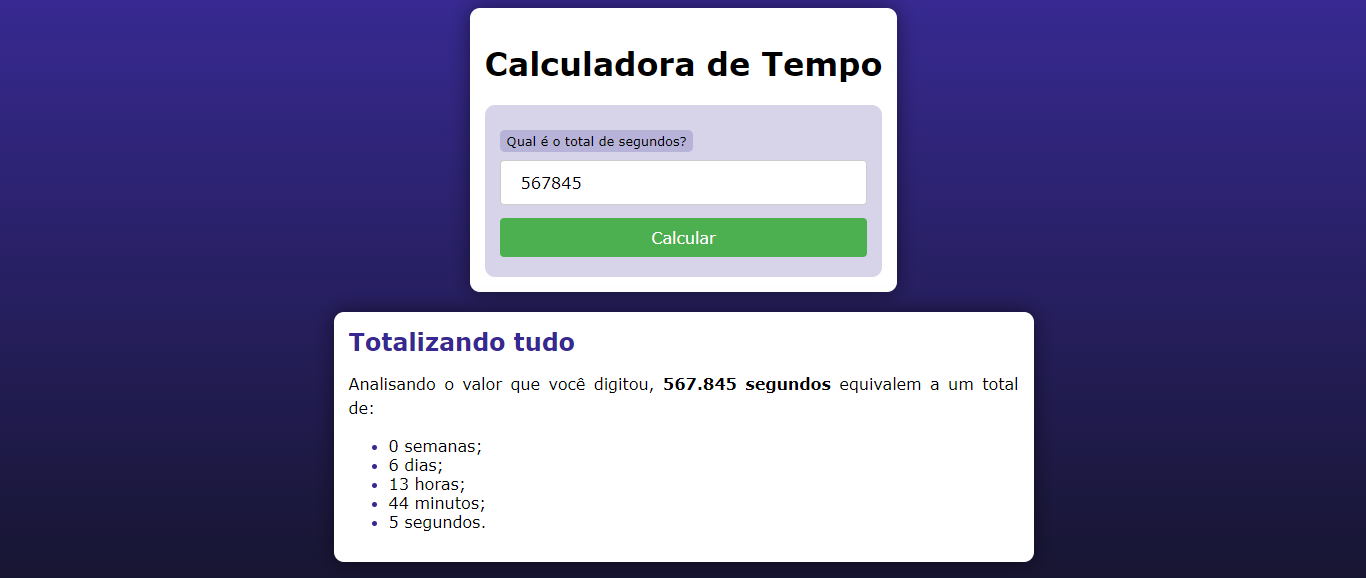 Calculadora de Tempo
Qual é o total de segundos?
567845
Calcular
Totalizando tudo
Analisando o valor que você digitou, 567.845 segundos equivalem a um total
de:
• 0 semanas;
• 6 dias;
• 13 horas;
• 44 minutos;
• 5 segundos.